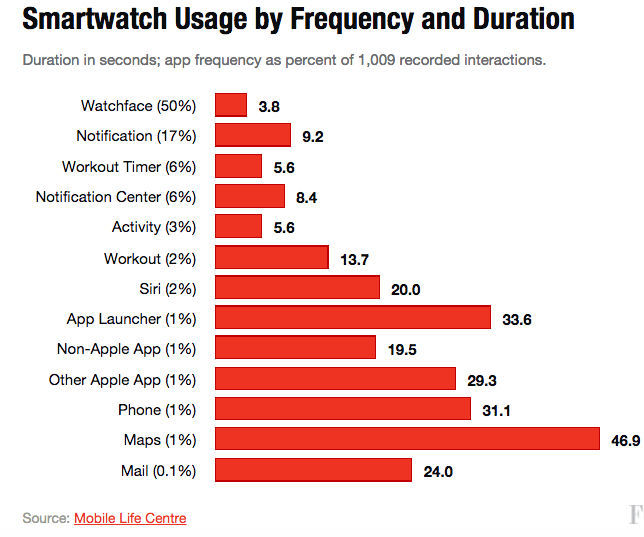 Smartwatch Usage by Frequency and Duration
Duration in seconds; app frequency as percent of 1,009 recorded interactions.
Watchface (50%) 3.8
Notification (17%) 9.2
Workout Timer (6%) 5.6
Notification Center (6%) 8.4
Activity (3%) 5.6
Workout (2%) 13.7
Siri (2%) 20.0
App Launcher (1%) 33.6
Non-Apple App (1%) 19.5
Other Apple App (1%) 29.3
Phone (1%) 31.1
Maps (1%) 46.9
Mail (0.1%) 24.0
Source: Mobile Life Centre
F